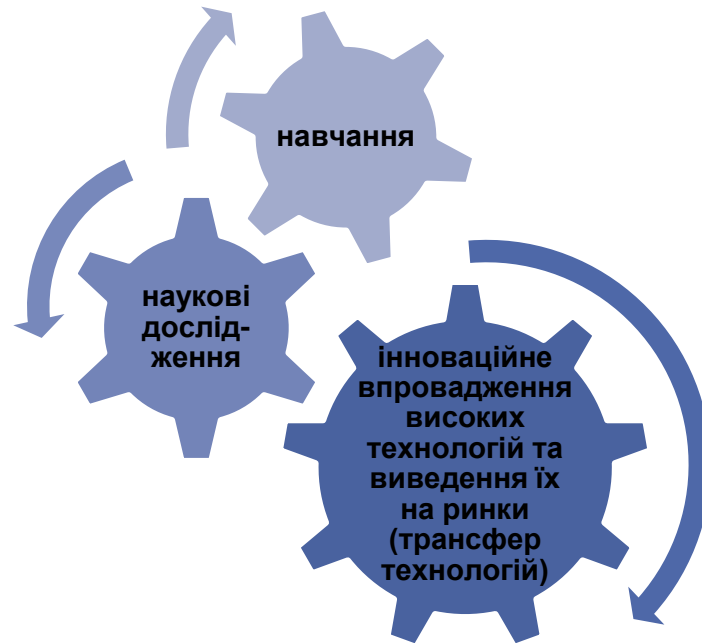 навчання
наукові
дослід-
ження
інноваційне
впровадження
високих
технологій та
виведення їх
на ринки
(трансфер
технологій)